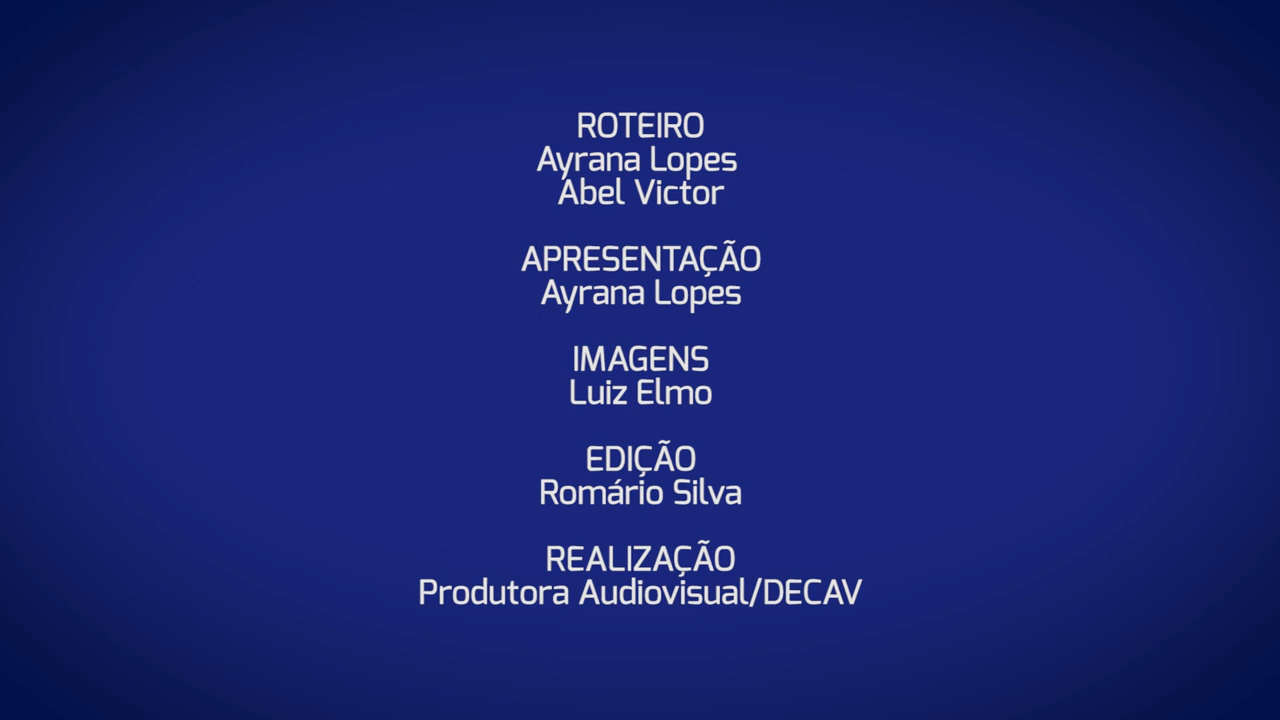 ROTEIRO
Ayrana Lopes
Abel Victor
APRESENTAÇÃO
Ayrana Lopes
IMAGENS
Luiz Elmo
EDIÇÃO
Romário Silva
REALIZAÇÃO
Produtora Audiovisual/DECAV